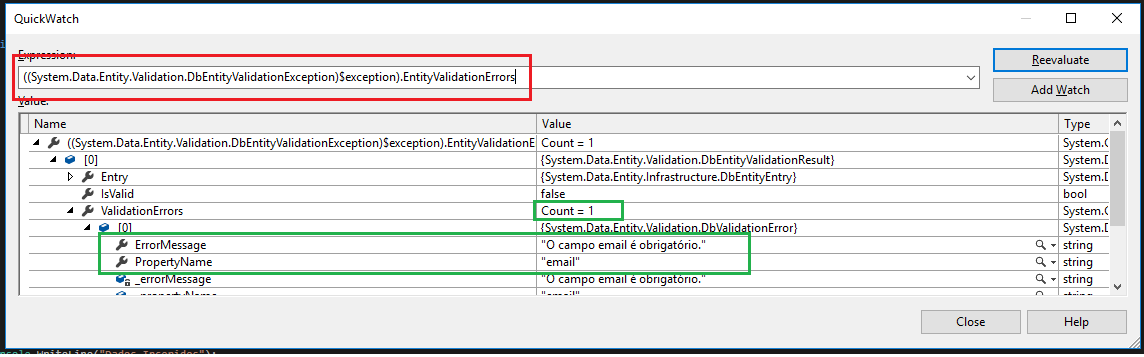 QuickWatch
Expression:
((System.Data.Entity.Validation.DbEntityValidationException)$exception).EntityValidationErrors
Reevaluate
Add Watch
Value:
Name Value Type
((System.Data.Entity.Validation.DbEntityValidationException)$exception).EntityValidationE Count = 1 System.C
[0] {System.Data.Entity.Validation.DbEntityValidationResult} System.D
Entry {System.Data.Entity.Infrastructure.DbEntityEntry} System.D
IsValid false bool
ValidationErrors Count = 1 System.C
[0] {System.Data.Entity.Validation.DbValidationError} System.D
ErrorMessage "O campo email é obrigatório." string
PropertyName "email" string
_errorMessage "O campo email é obrigatório." string
_propertyName "email" string
Close
Help
onsole.WriteLine("Dados Inseridos");